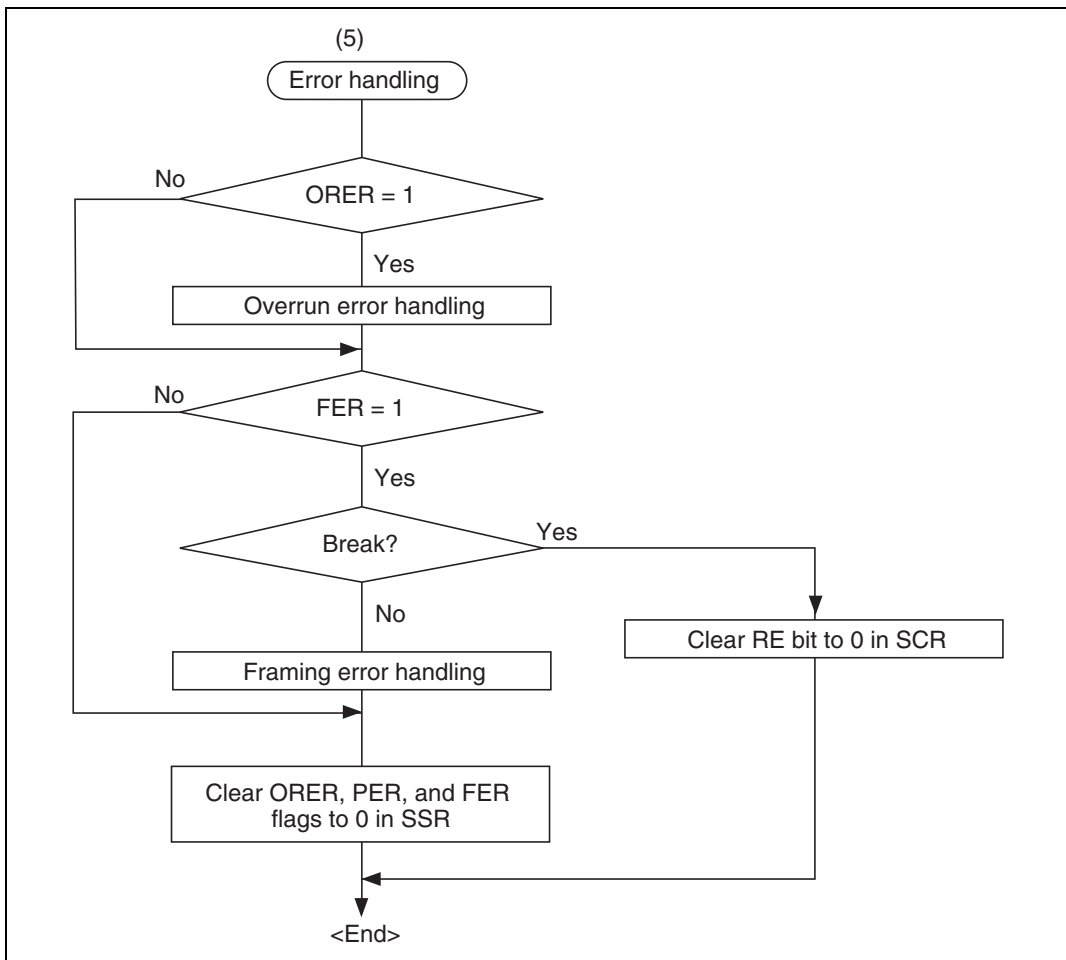 (5)
Error handling
No
ORER = 1
Yes
Overrun error handling
No
FER = 1
Yes
Break?
Yes
No
Clear RE bit to 0 in SCR
Framing error handling
Clear ORER, PER, and FER
flags to 0 in SSR
<End>